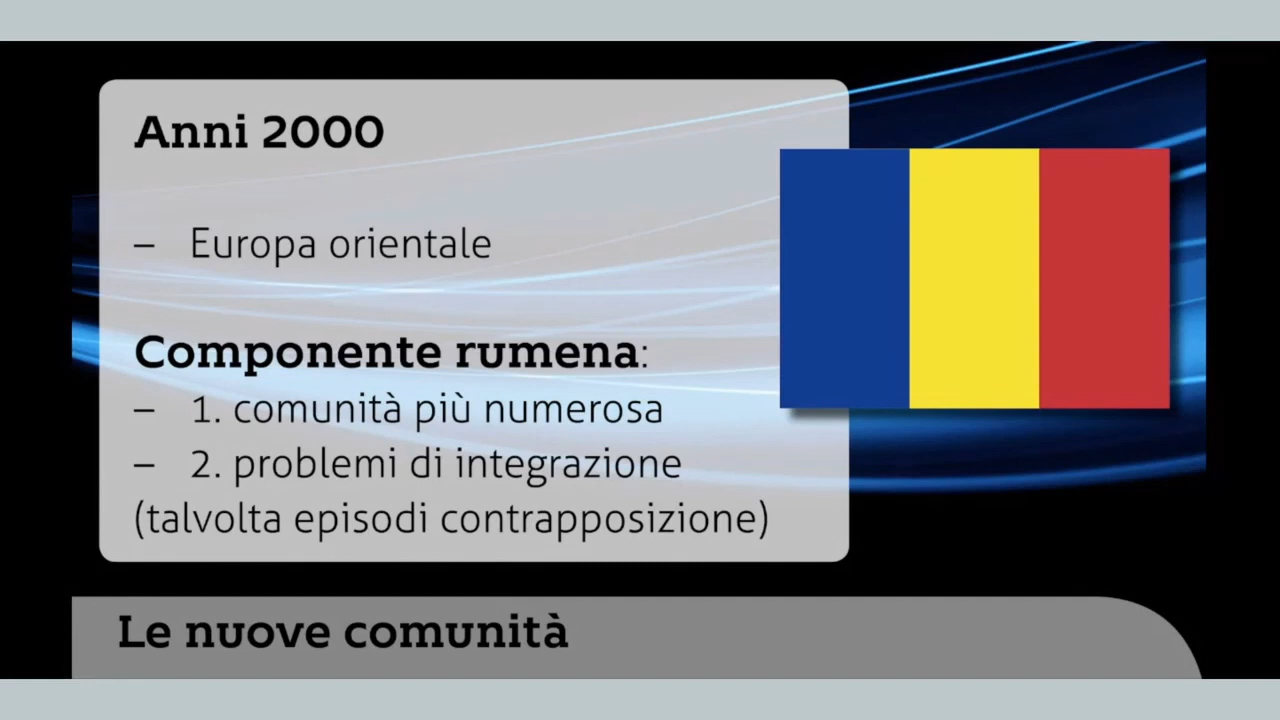 Anni 2000
– Europa orientale
Componente rumena:
– 1. comunità più numerosa
– 2. problemi di integrazione
(talvolta episodi contrapposizione)
Le nuove comunità